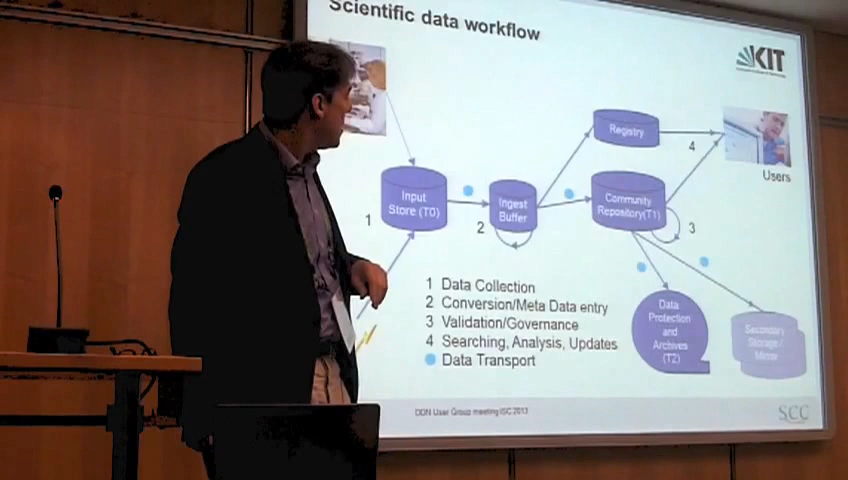 Scientific data workflow
KIT
Registry
4
Users
Input
Store (T0)
1
Ingest
Buffer
2
Community
Repository(T1)
3
1 Data Collection
2 Conversion/Meta Data entry
3 Validation/Governance
4 Searching, Analysis, Updates
Data Transport
Data
Protection
and
Archives
(T2)
Secondary
Storage /
Mirror
DDN User Group meeting ISC 2013
SCC